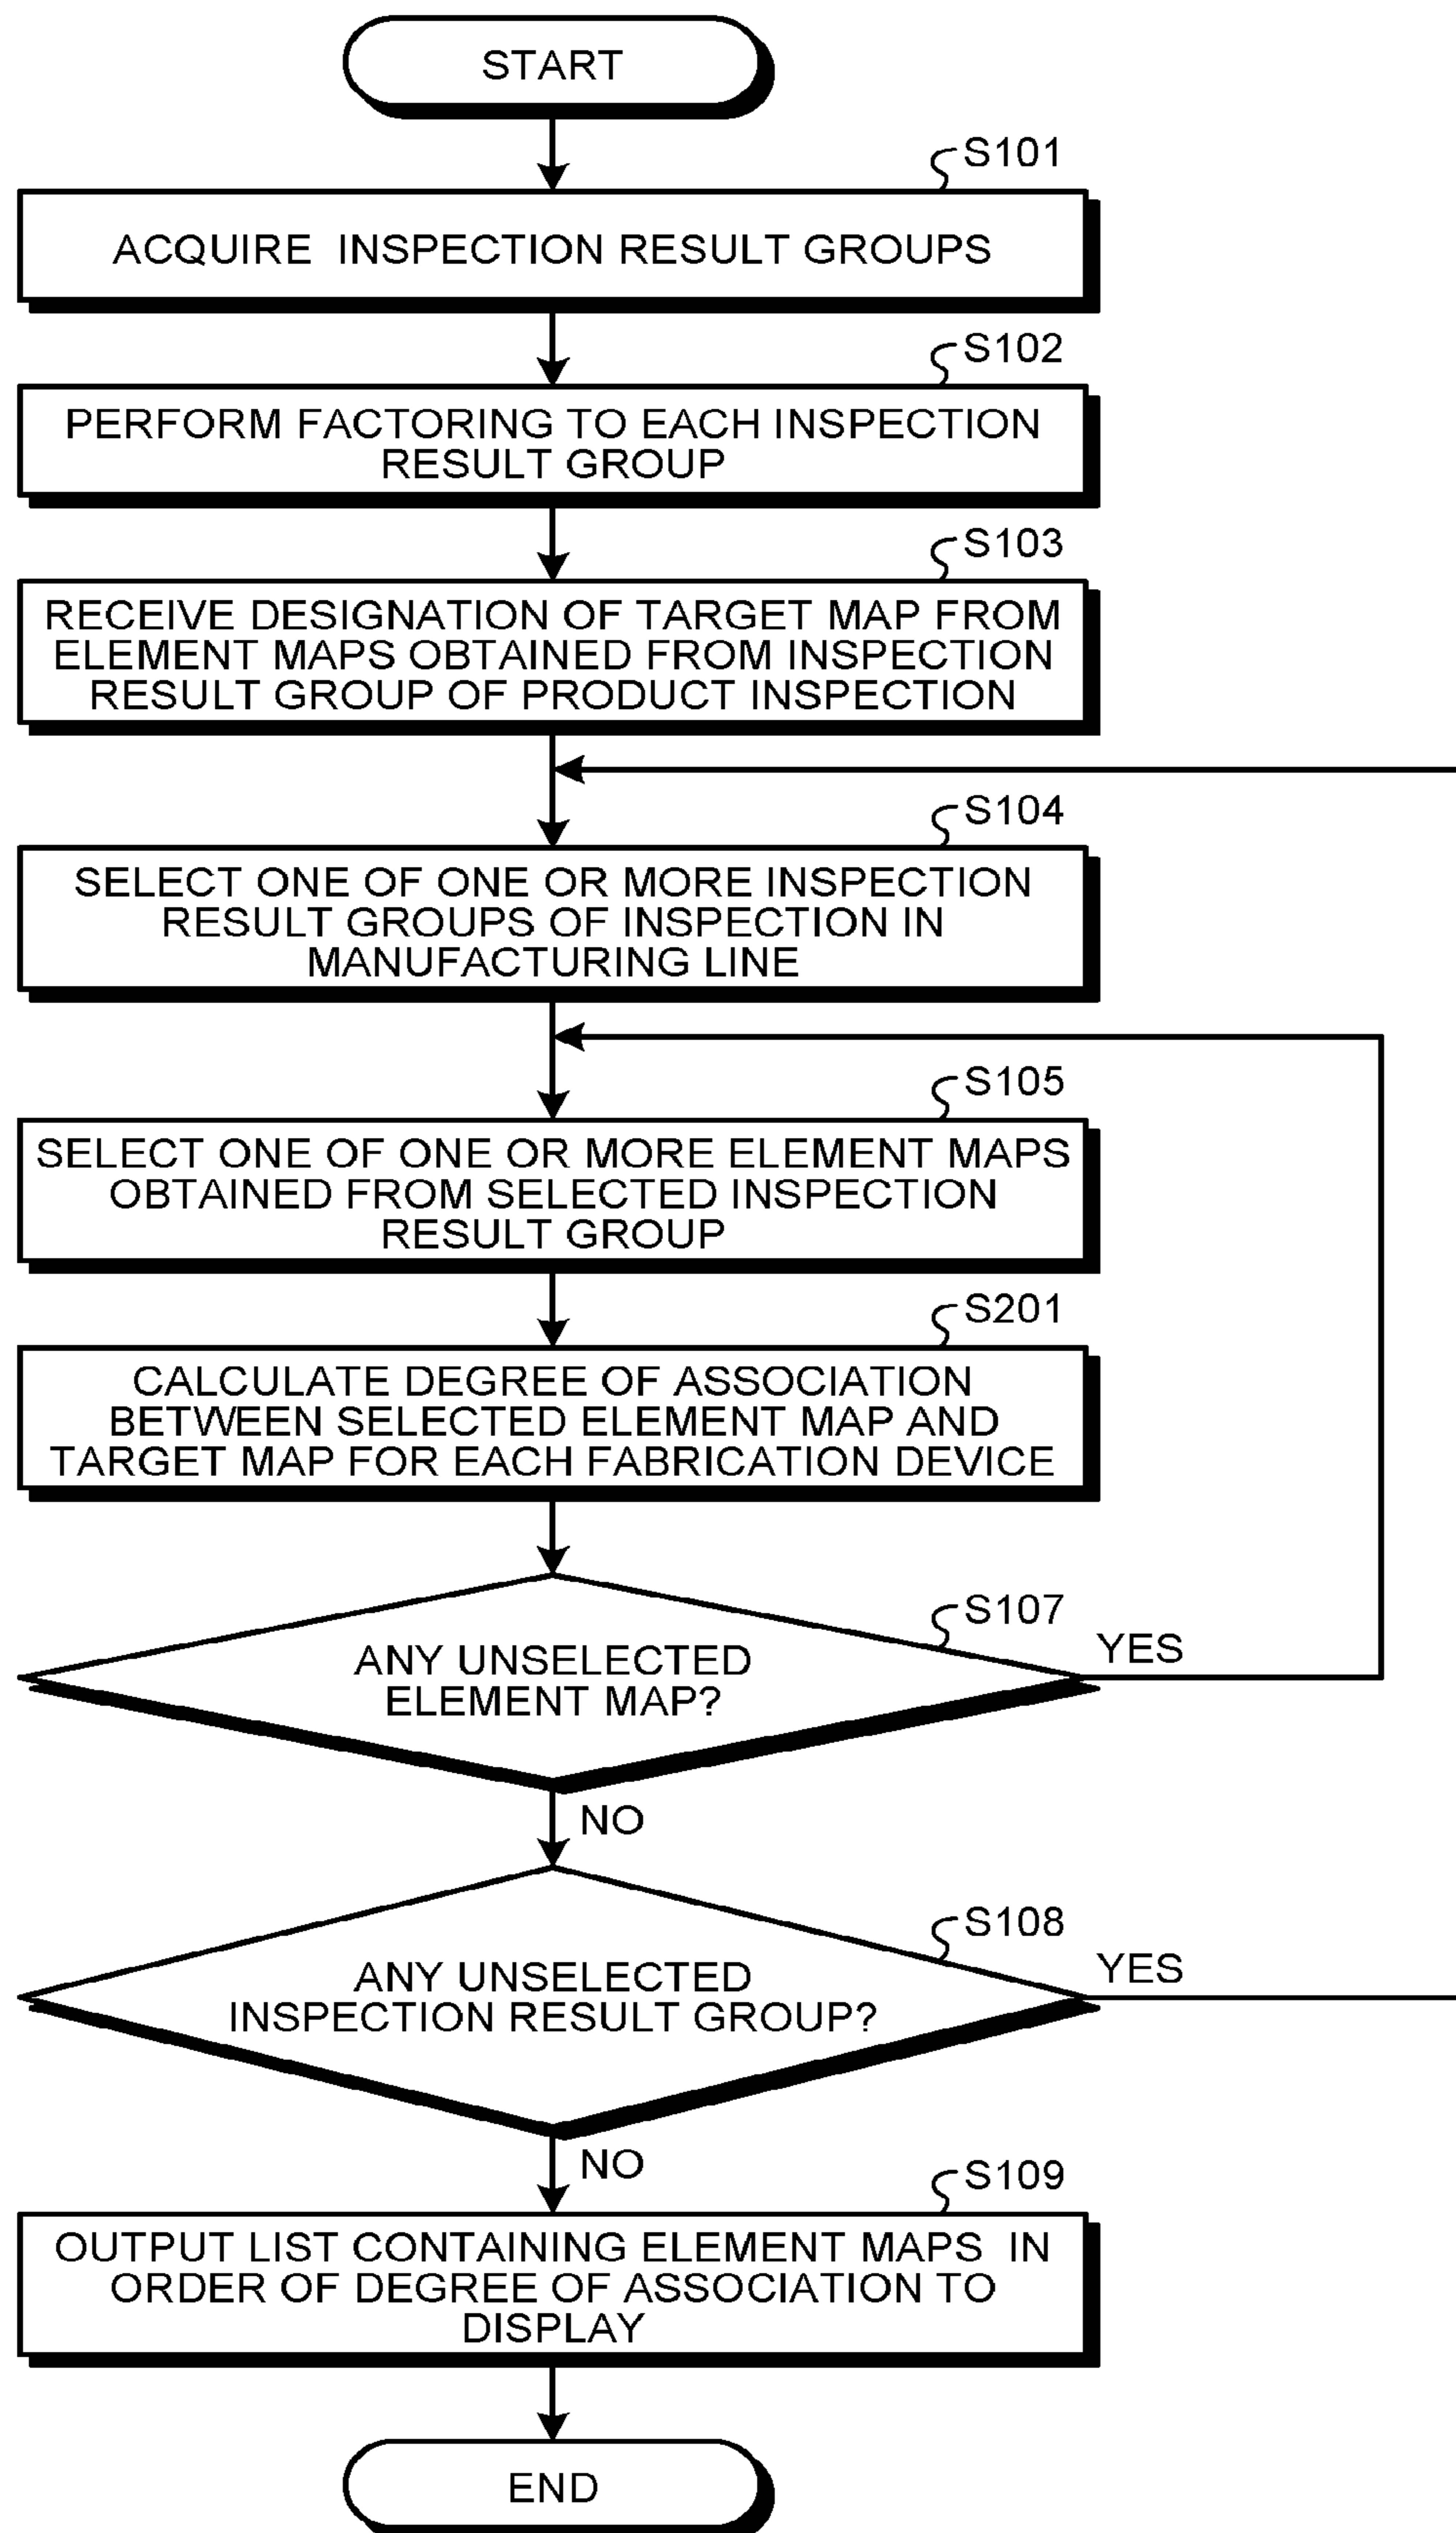 START
S101
ACQUIRE INSPECTION RESULT GROUPS
S102
PERFORM FACTORING TO EACH INSPECTION
RESULT GROUP
S103
RECEIVE DESIGNATION OF TARGET MAP FROM
ELEMENT MAPS OBTAINED FROM INSPECTION
RESULT GROUP OF PRODUCT INSPECTION
S104
SELECT ONE OF ONE OR MORE INSPECTION
RESULT GROUPS OF INSPECTION IN
MANUFACTURING LINE
S105
SELECT ONE OF ONE OR MORE ELEMENT MAPS
OBTAINED FROM SELECTED INSPECTION
RESULT GROUP
S201
CALCULATE DEGREE OF ASSOCIATION
BETWEEN SELECTED ELEMENT MAP AND
TARGET MAP FOR EACH FABRICATION DEVICE
S107
YES
ANY UNSELECTED
ELEMENT MAP?
NO
S108
YES
ANY UNSELECTED
INSPECTION RESULT GROUP?
NO
S109
OUTPUT LIST CONTAINING ELEMENT MAPS IN
ORDER OF DEGREE OF ASSOCIATION TO
DISPLAY
END